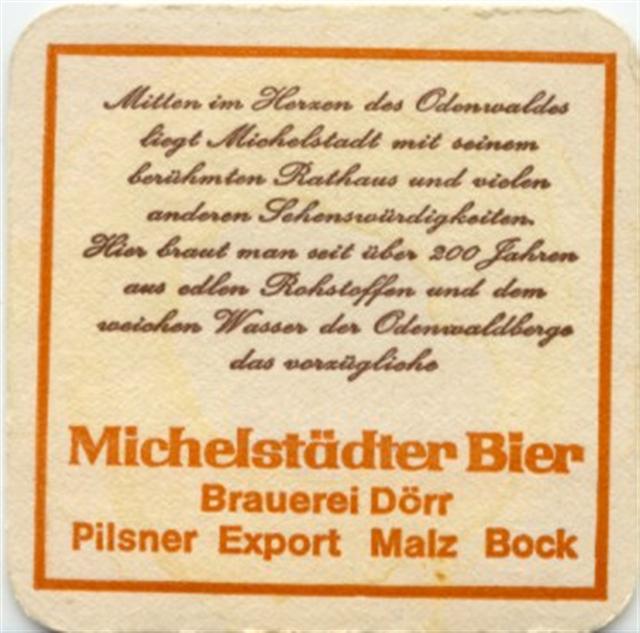 Mitten im Herzen des Odenwaldes
liegt Michelstadt mit seinem
berühmten Rathaus und vielen
anderen Sehenswürdigkeiten.
Hier braut man seit über 200 Jahren
aus edlen Rohstoffen und dem
weichen Wasser der Odenwaldberge
das vorzügliche
Michelstädter Bier
Brauerei Dörr
Pilsner Export Malz Bock